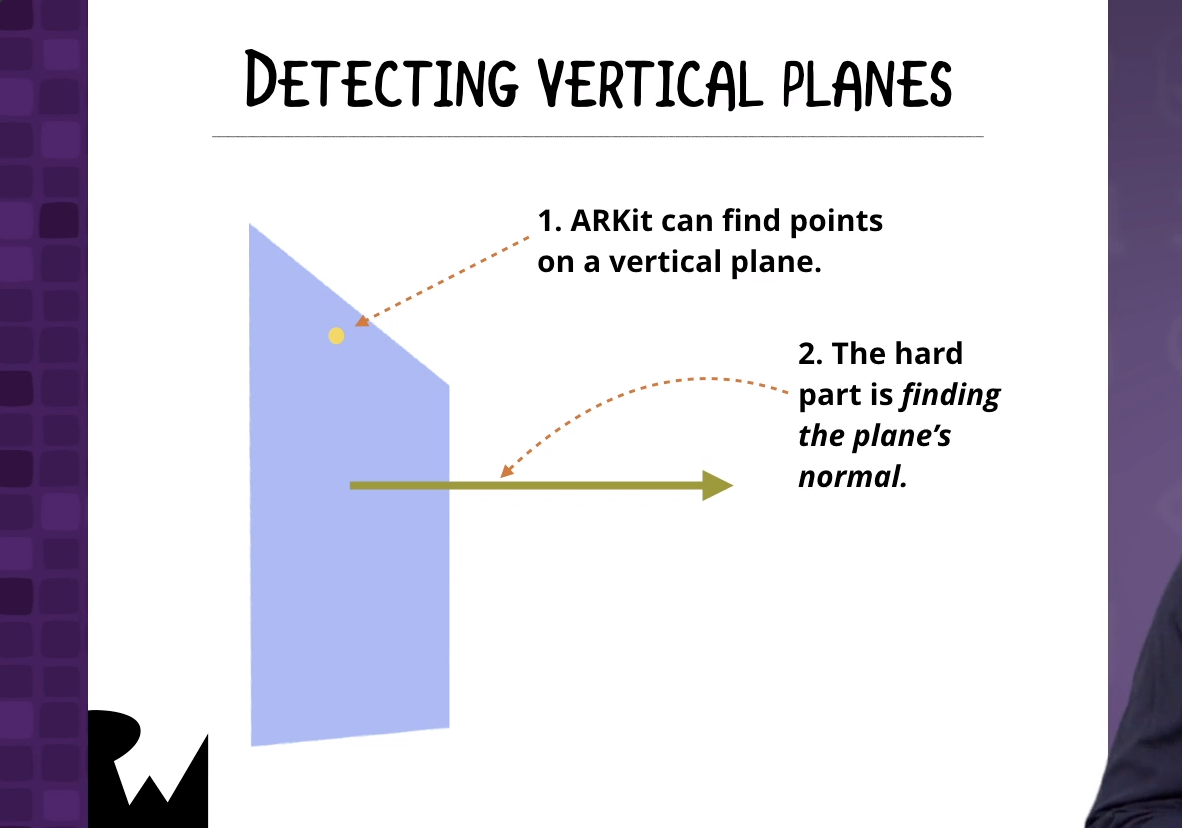 DETECTING VERTICAL PLANES
1. ARKit can find points
on a vertical plane.
2. The hard
part is finding
the plane’s
normal.
RW